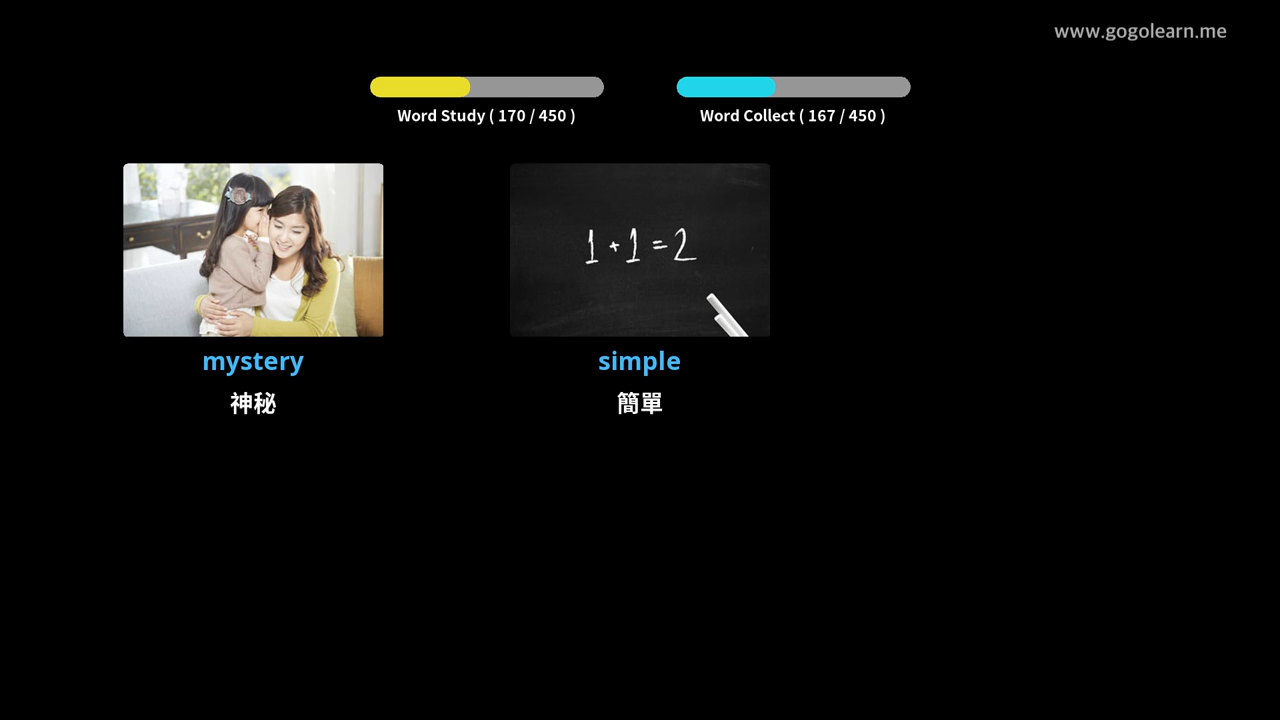 www.gogolearn.me
Word Study ( 170 / 450 )
Word Collect ( 167 / 450 )
1 + 1 = 2
mystery
神秘
simple
簡單